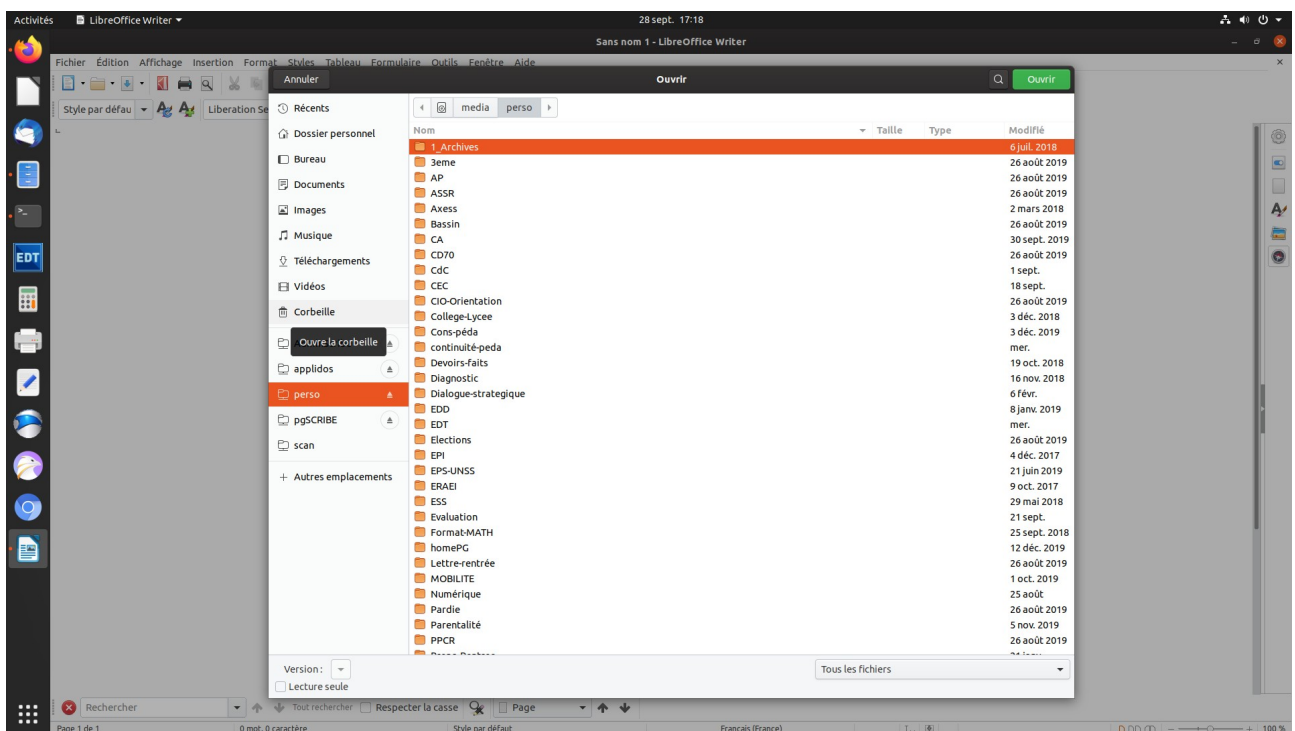 Activités LibreOffice Writer 28 sept. 17:18
Sans nom 1 - LibreOffice Writer
Fichier Édition Affichage Insertion Format Styles Tableau Formulaire Outils Fenêtre Aide
Annuler Ouvrir Ouvrir
Style par défau Liberation Se
Récents
Dossier personnel
Bureau
Documents
Images
Musique
Téléchargements
Vidéos
Corbeille
Ouvre la corbeille
applidos
perso
pgSCRIBE
scan
+ Autres emplacements
media perso
Nom Taille Type Modifié
1_Archives 6 juil. 2018
3eme 26 août 2019
AP 26 août 2019
ASSR 26 août 2019
Axess 2 mars 2018
Bassin 26 août 2019
CA 30 sept. 2019
CD70 26 août 2019
CdC 1 sept.
CEC 18 sept.
CIO-Orientation 26 août 2019
College-Lycee 3 déc. 2018
Cons-péda 3 déc. 2019
continuité-peda mer.
Devoirs-faits 19 oct. 2018
Diagnostic 16 nov. 2018
Dialogue-strategique 6 févr.
EDD 8 janv. 2019
EDT mer.
Elections 26 août 2019
EPI 4 déc. 2017
EPS-UNSS 21 juin 2019
ERAEI 9 oct. 2017
ESS 29 mai 2018
Evaluation 21 sept.
Format-MATH 25 sept. 2018
homePG 12 déc. 2019
Lettre-rentrée 26 août 2019
MOBILITE 1 oct. 2019
Numérique 25 août
Pardie 26 août 2019
Parentalité 5 nov. 2019
PPCR 26 août 2019
EDT
Version : Tous les fichiers
Lecture seule
Rechercher Tout rechercher Respecter la casse Page
Page 1 de 1 0 mot, 0 caractère Style par défaut Français (France) 100 %